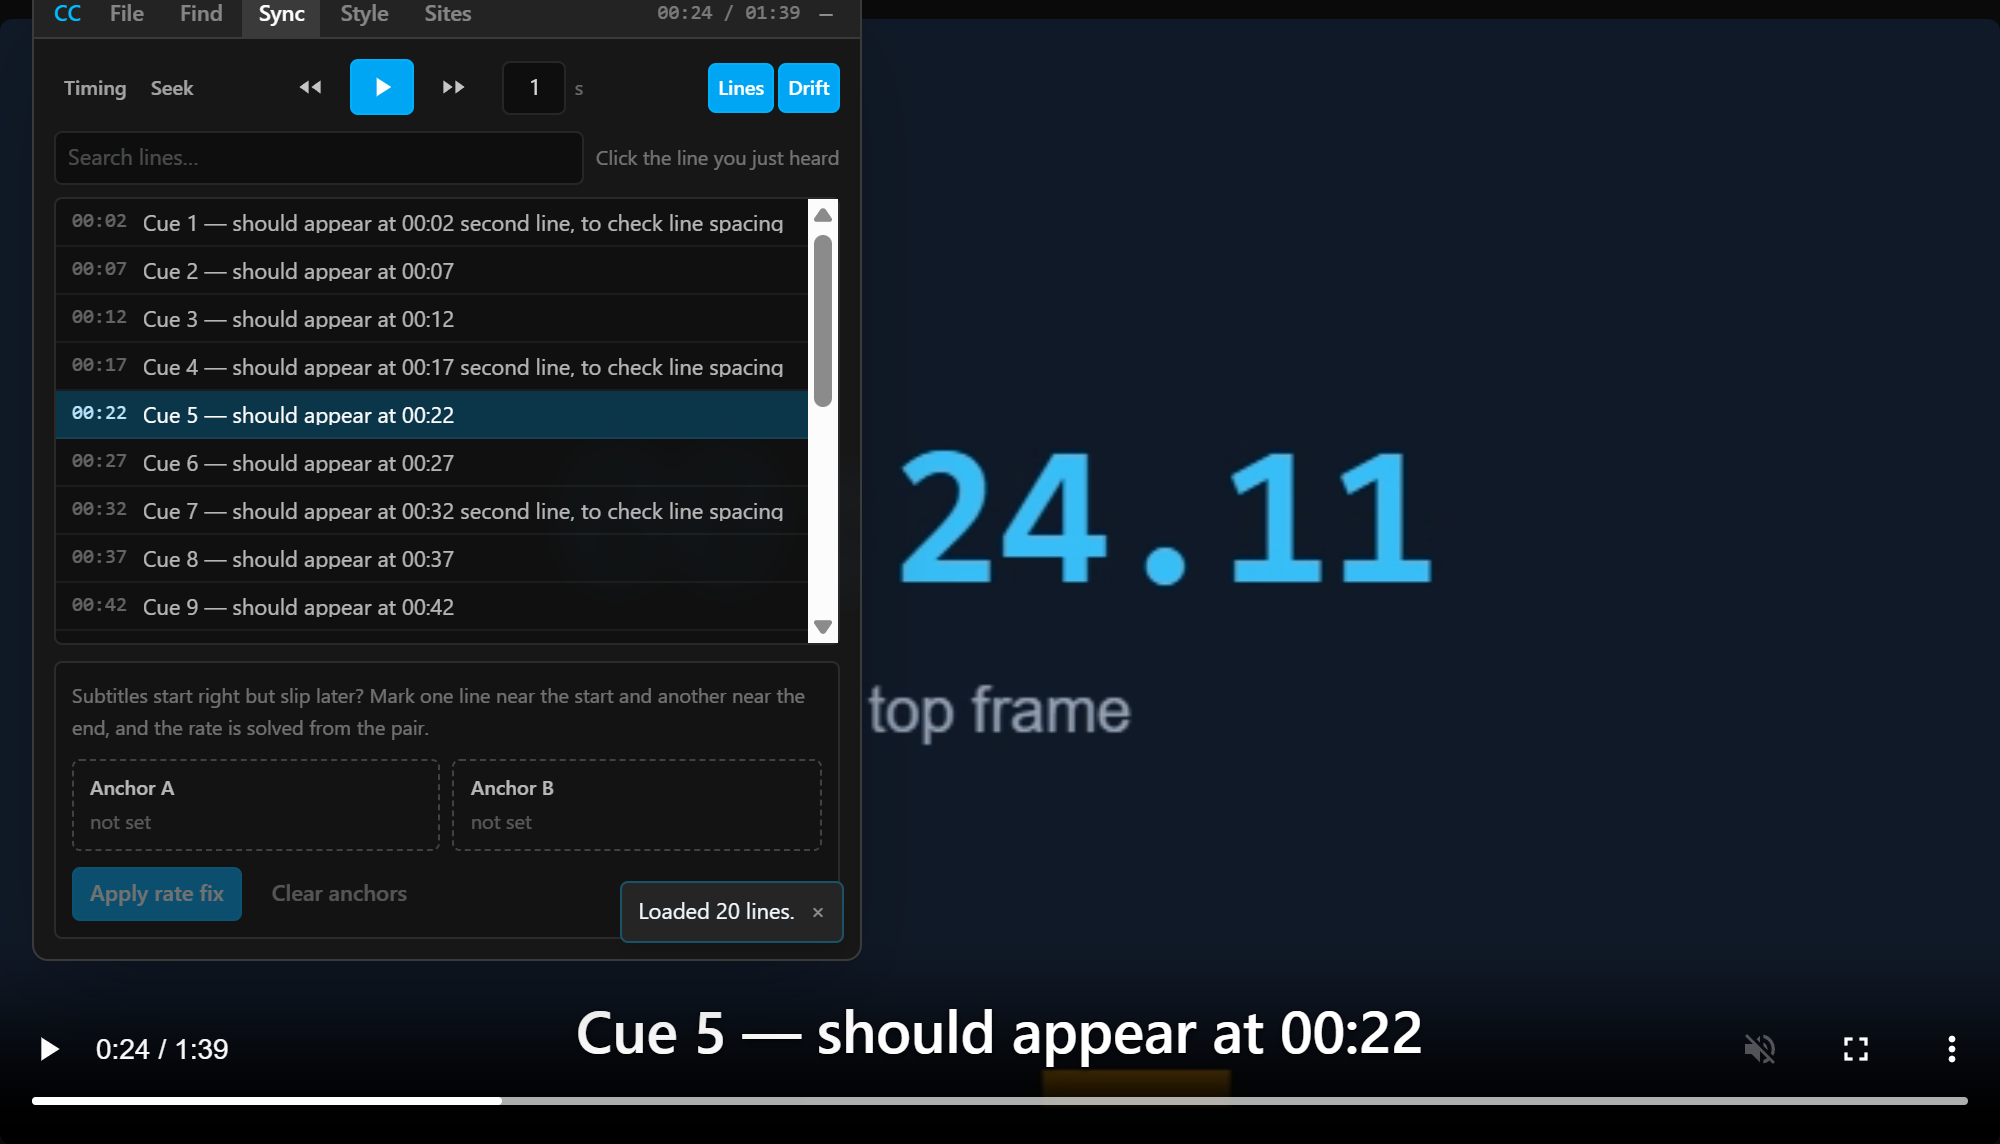 CC File Find Sync Style Sites 00:24 / 01:39 –
Timing Seek 1 s Lines Drift
Search lines... Click the line you just heard
00:02 Cue 1 — should appear at 00:02 second line, to check line spacing
00:07 Cue 2 — should appear at 00:07
00:12 Cue 3 — should appear at 00:12
00:17 Cue 4 — should appear at 00:17 second line, to check line spacing
00:22 Cue 5 — should appear at 00:22
00:27 Cue 6 — should appear at 00:27
00:32 Cue 7 — should appear at 00:32 second line, to check line spacing
00:37 Cue 8 — should appear at 00:37
00:42 Cue 9 — should appear at 00:42
24.11
top frame
Subtitles start right but slip later? Mark one line near the start and another near the
end, and the rate is solved from the pair.
Anchor A Anchor B
not set not set
Apply rate fix Clear anchors
Loaded 20 lines. ×
Cue 5 — should appear at 00:22
0:24 / 1:39